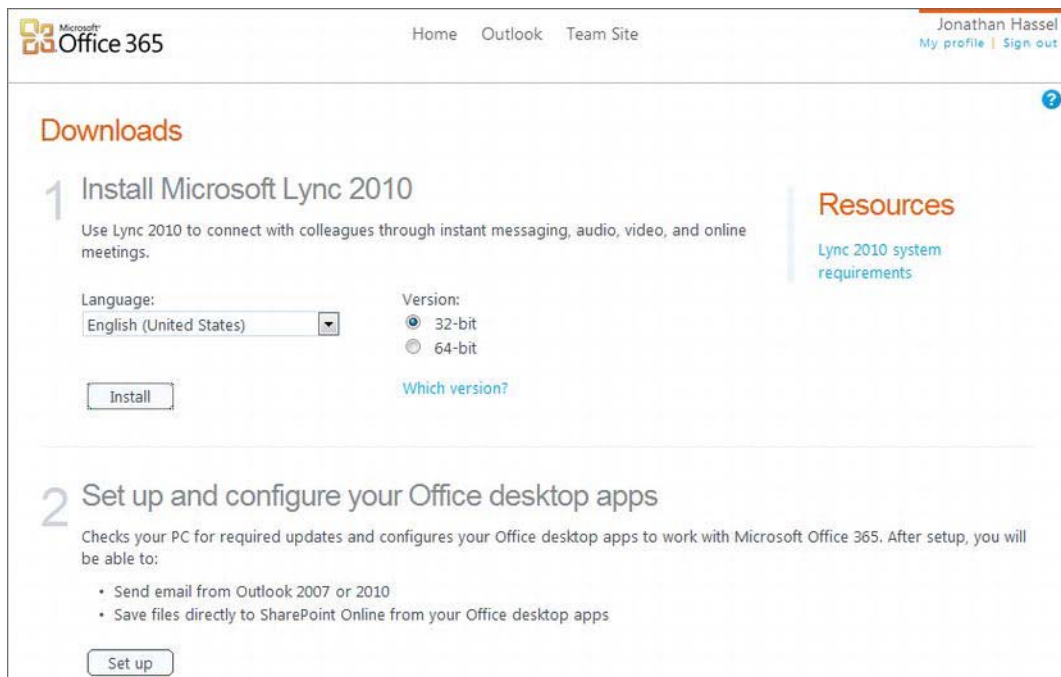 Microsoft®
Office 365
Home Outlook Team Site
Jonathan Hassel
My profile | Sign out
?
Downloads
1 Install Microsoft Lync 2010
Use Lync 2010 to connect with colleagues through instant messaging, audio, video, and online
meetings.
Language:
English (United States)
Version:
32-bit
64-bit
Which version?
Install
Resources
Lync 2010 system
requirements
2 Set up and configure your Office desktop apps
Checks your PC for required updates and configures your Office desktop apps to work with Microsoft Office 365. After setup, you will
be able to:
• Send email from Outlook 2007 or 2010
• Save files directly to SharePoint Online from your Office desktop apps
Set up